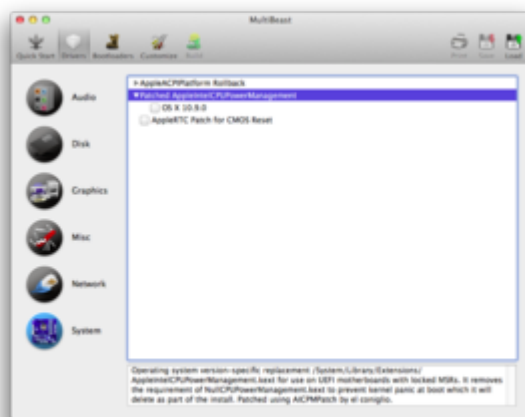 MultiBeast
Quick Start Drivers Bootloaders Customize Build Print Save Load
Audio
Disk
Graphics
Misc
Network
System
AppleACPIPlatform Rollback
Patched AppleIntelCPUPowerManagement
OS X 10.9.0
AppleRTC Patch for CMOS Reset
Operating system version-specific replacement /System/Library/Extensions/
AppleIntelCPUPowerManagement.kext for use on UEFI motherboards with locked MSRs. It removes
the requirement of NullCPUPowerManagement.kext to prevent kernel panic at boot which it will
delete as part of the install. Patched using AICPMPatch by el coniglio.